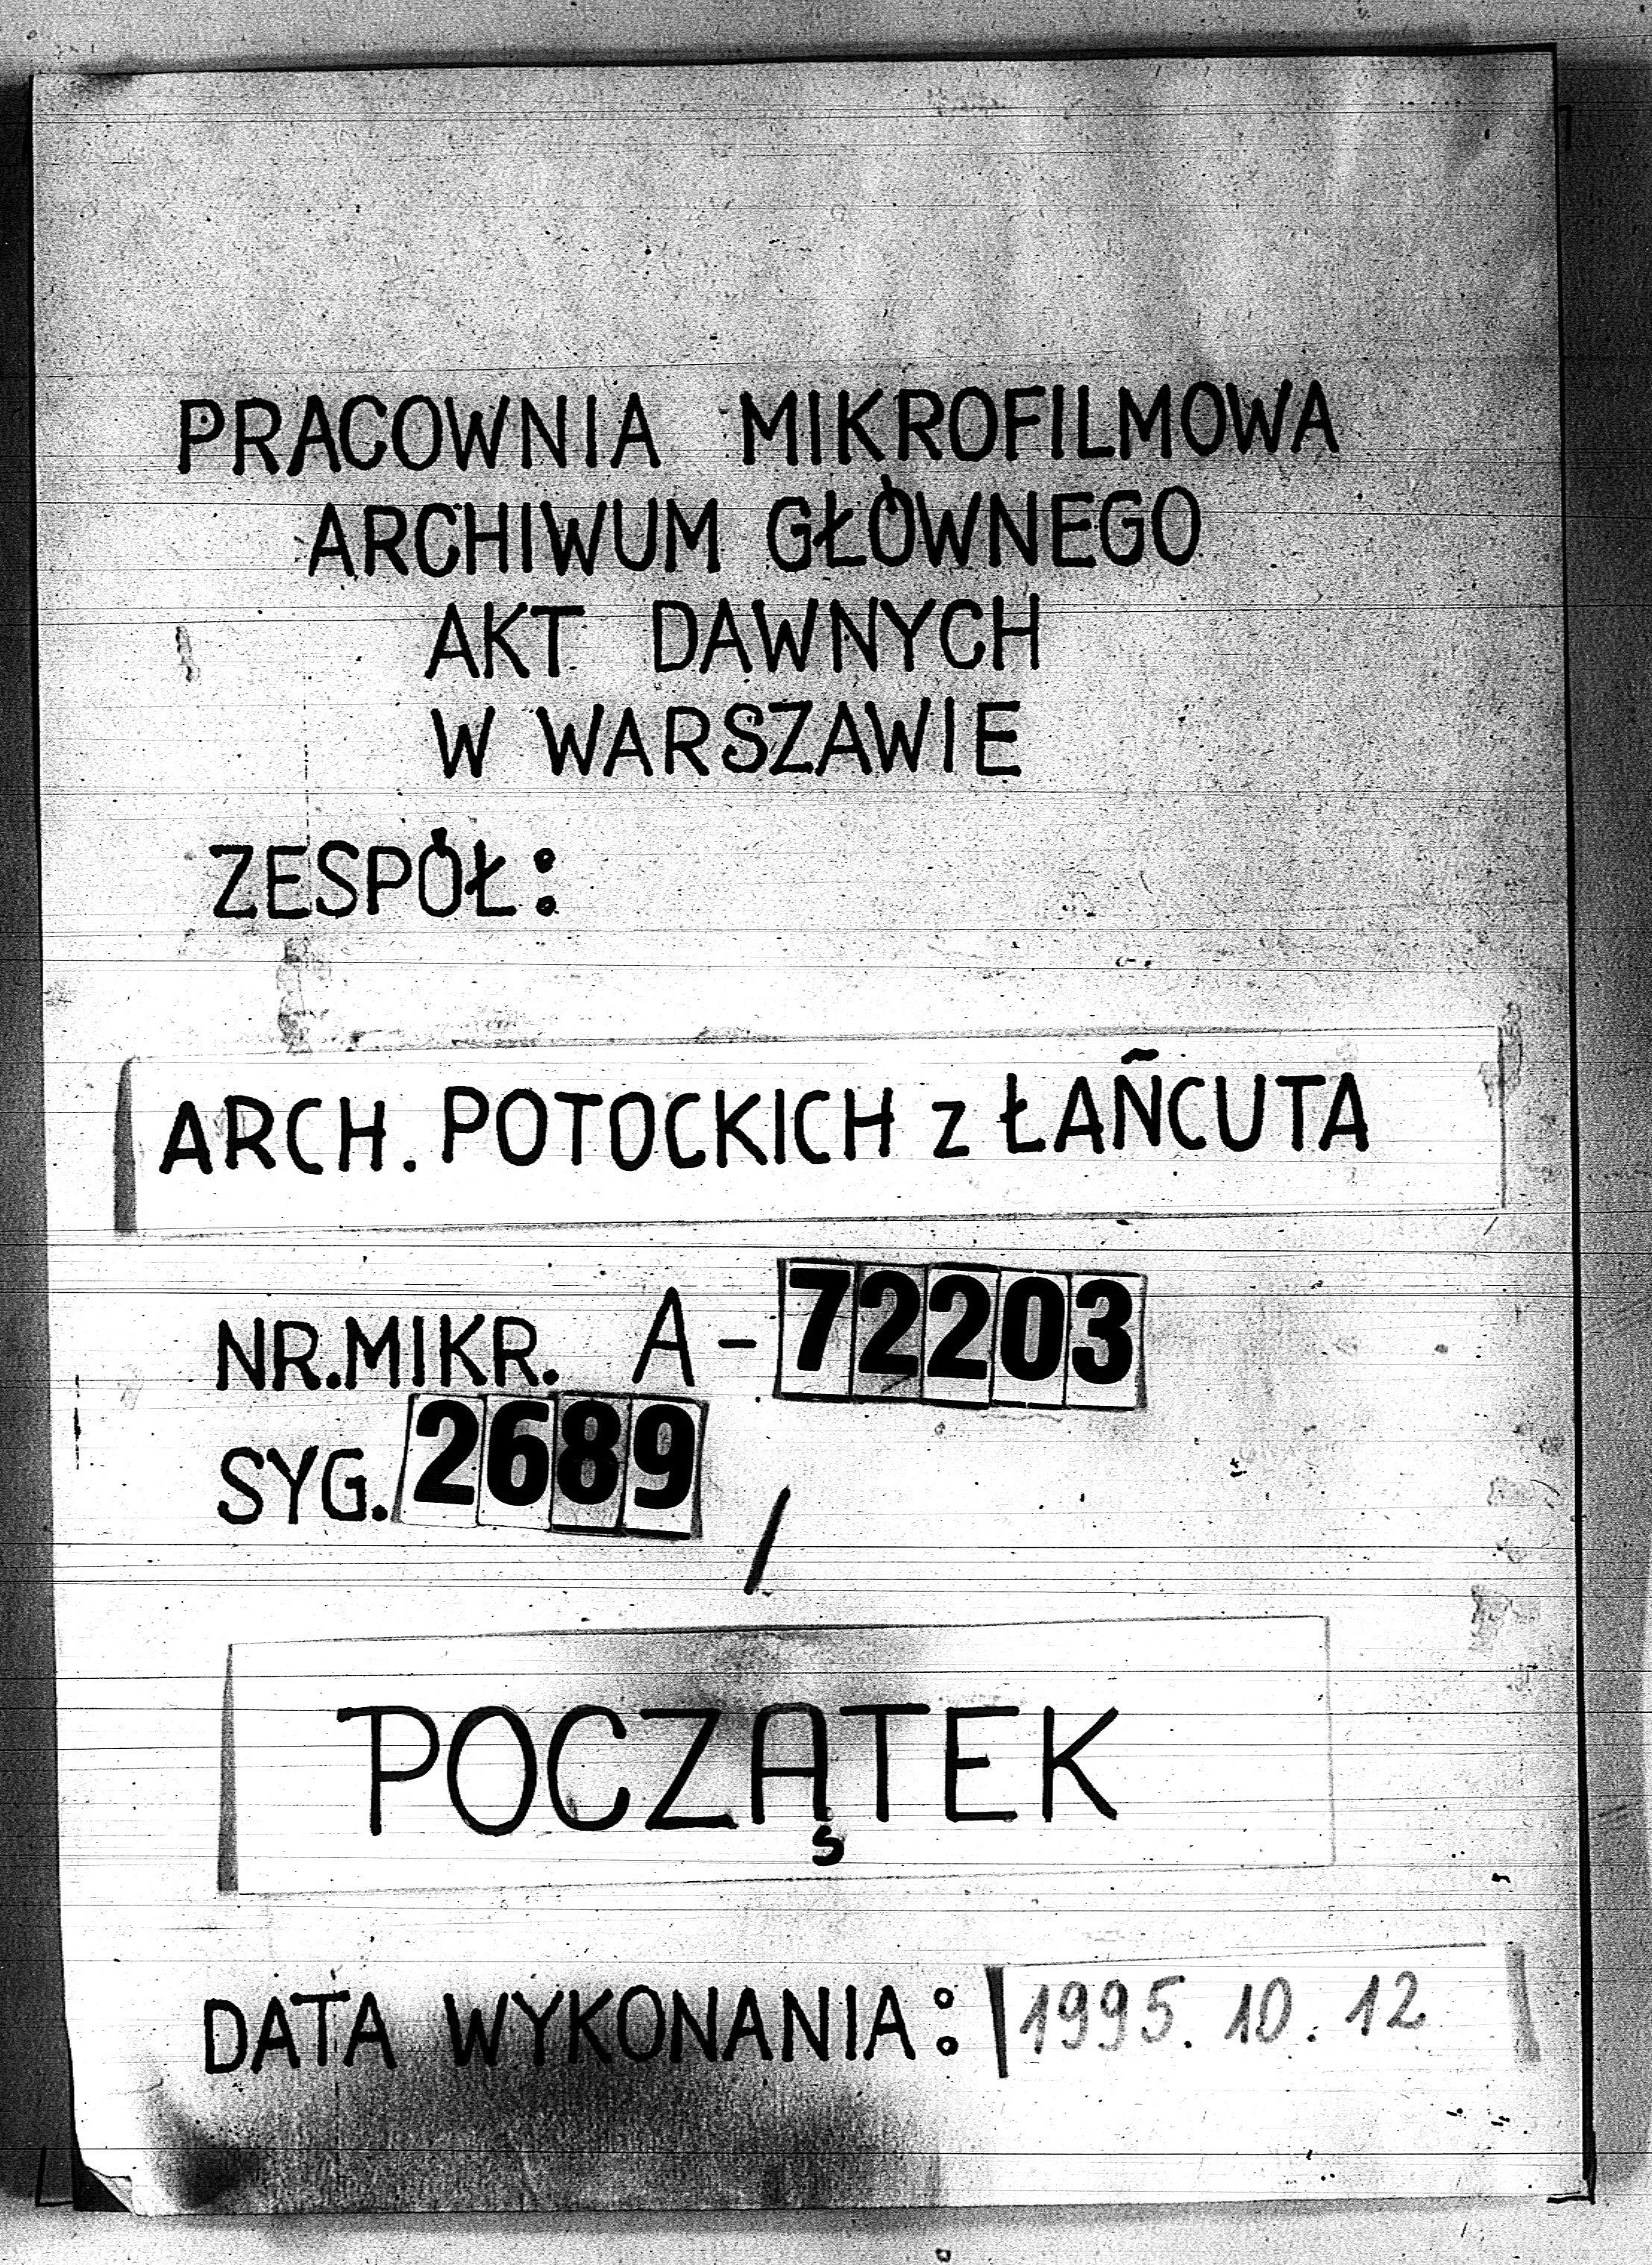 PRACOWNIA MIKROFILMOWA
ARCHIWUM GŁÓWNEGO
AKT DAWNYCH
W WARSZAWIE
ZESPÓŁ:
ARCH. POTOCKICH z ŁAŃCUTA
NR.MIKR. A-72203
SYG. 2689 /
POCZĄTEK
DATA WYKONANIA: 1995.10.12